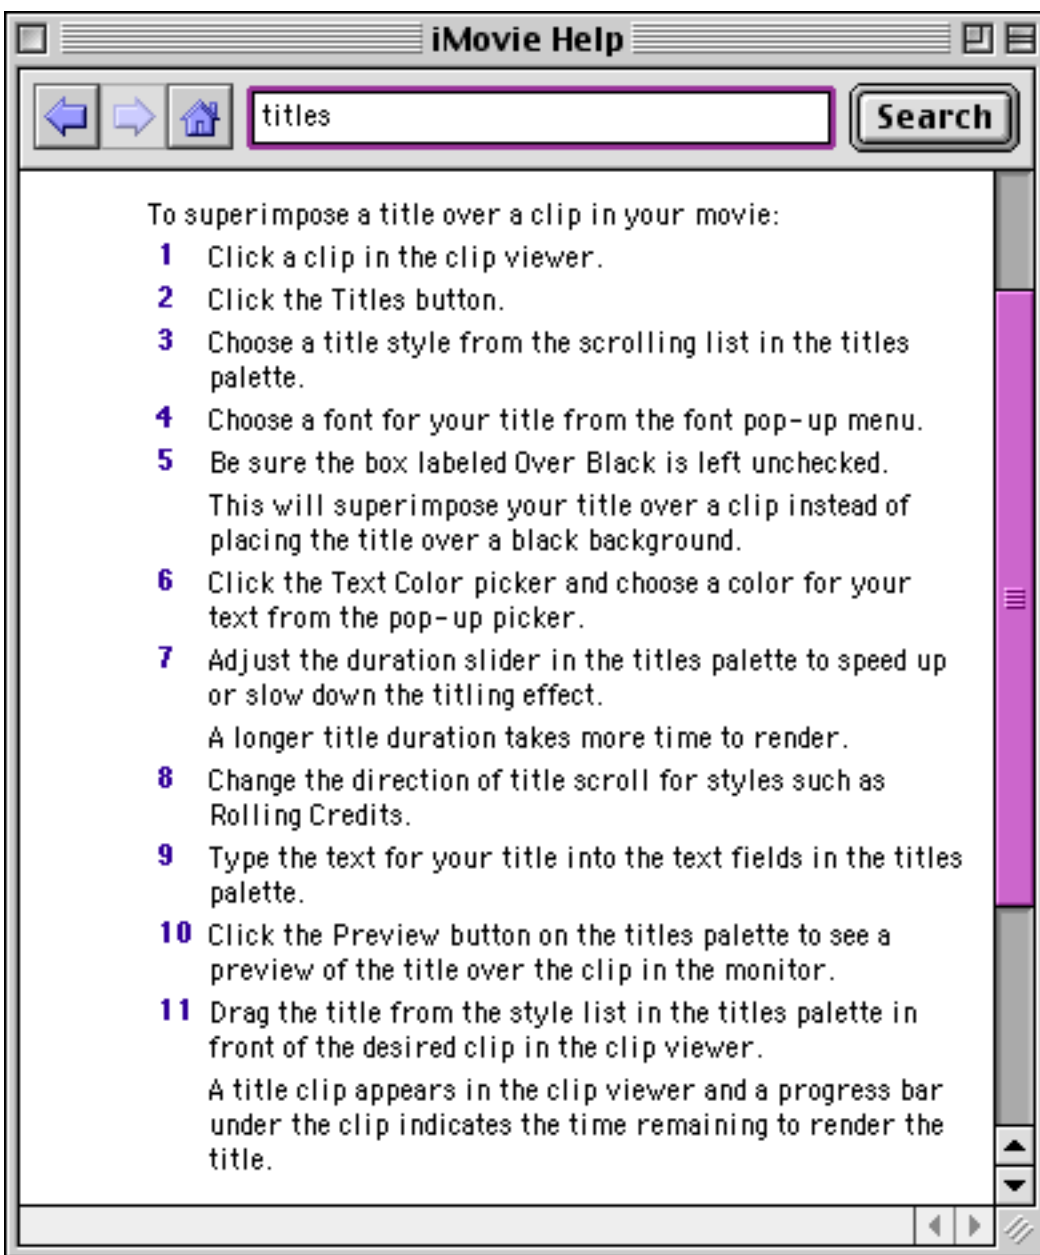 iMovie Help
titles
Search
To superimpose a title over a clip in your movie:
1 Click a clip in the clip viewer.
2 Click the Titles button.
3 Choose a title style from the scrolling list in the titles
palette.
4 Choose a font for your title from the font pop-up menu.
5 Be sure the box labeled Over Black is left unchecked.
This will superimpose your title over a clip instead of
placing the title over a black background.
6 Click the Text Color picker and choose a color for your
text from the pop-up picker.
7 Adjust the duration slider in the titles palette to speed up
or slow down the titling effect.
A longer title duration takes more time to render.
8 Change the direction of title scroll for styles such as
Rolling Credits.
9 Type the text for your title into the text fields in the titles
palette.
10 Click the Preview button on the titles palette to see a
preview of the title over the clip in the monitor.
11 Drag the title from the style list in the titles palette in
front of the desired clip in the clip viewer.
A title clip appears in the clip viewer and a progress bar
under the clip indicates the time remaining to render the
title.